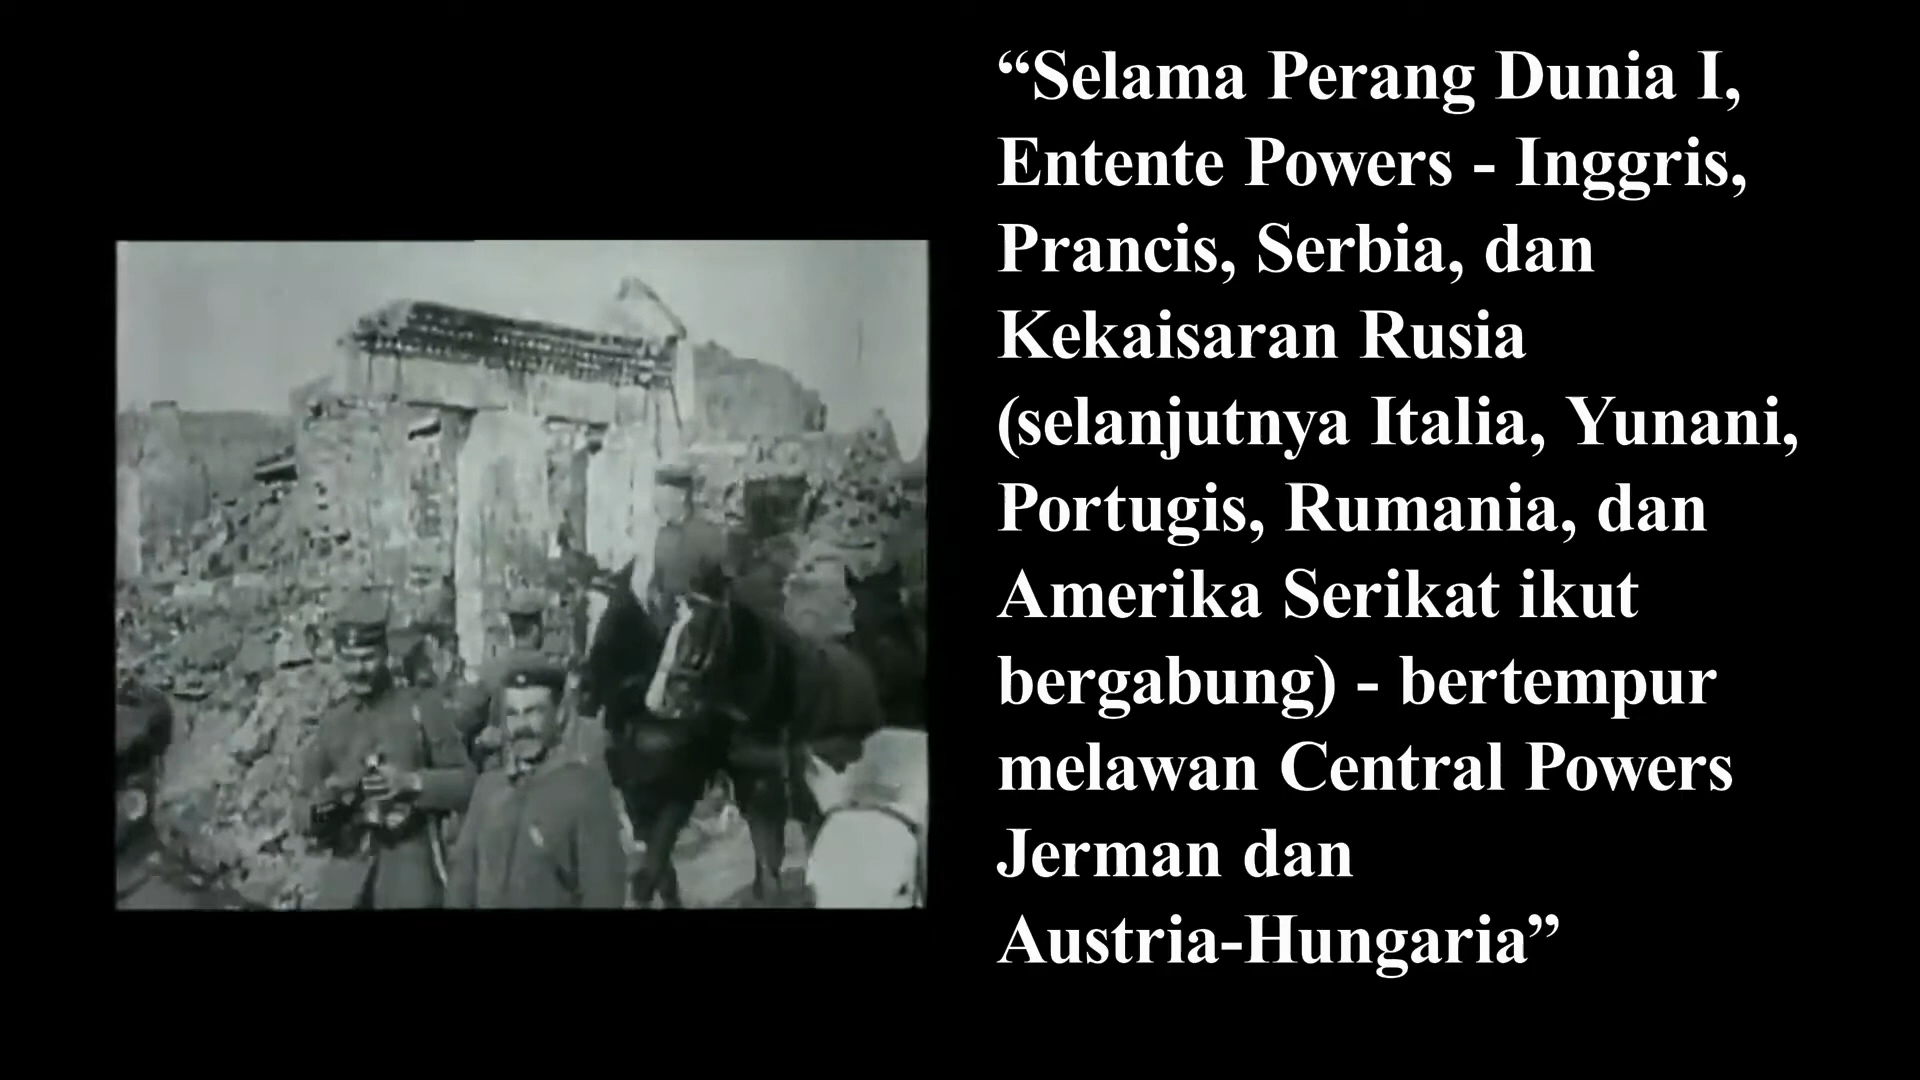 “Selama Perang Dunia I,
Entente Powers - Inggris,
Prancis, Serbia, dan
Kekaisaran Rusia
(selanjutnya Italia, Yunani,
Portugis, Rumania, dan
Amerika Serikat ikut
bergabung) - bertempur
melawan Central Powers
Jerman dan
Austria-Hungaria”